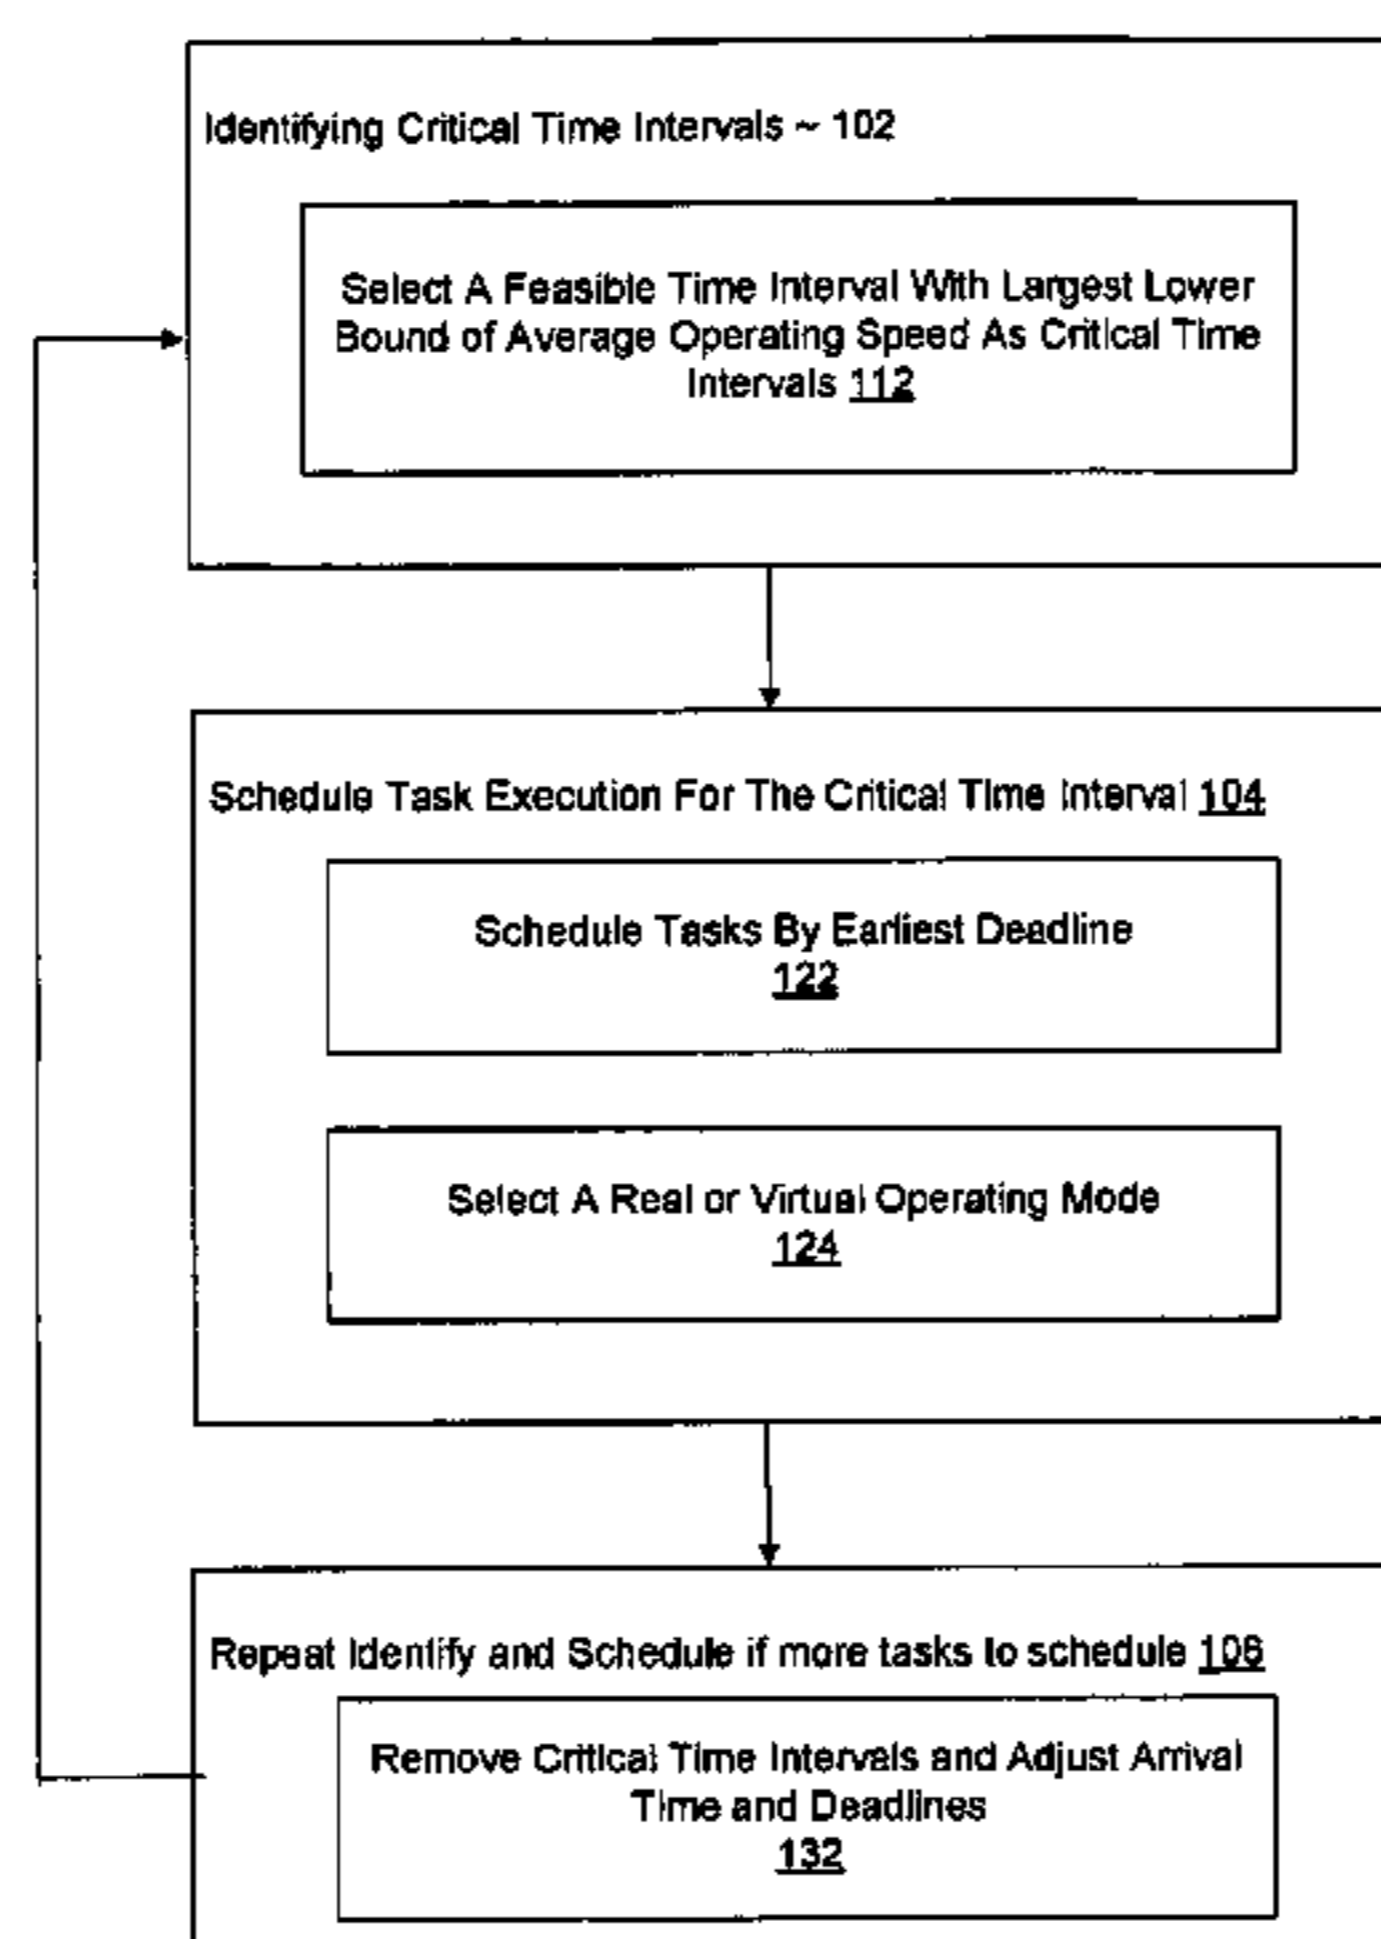 Identifying Critical Time Intervals ~ 102
Select A Feasible Time Interval With Largest Lower
Bound of Average Operating Speed As Critical Time
Intervals 112
Schedule Task Execution For The Critical Time Interval 104
Schedule Tasks By Earliest Deadline
122
Select A Real or Virtual Operating Mode
124
Repeat Identify and Schedule if more tasks to schedule 106
Remove Critical Time Intervals and Adjust Arrival
Time and Deadlines
132